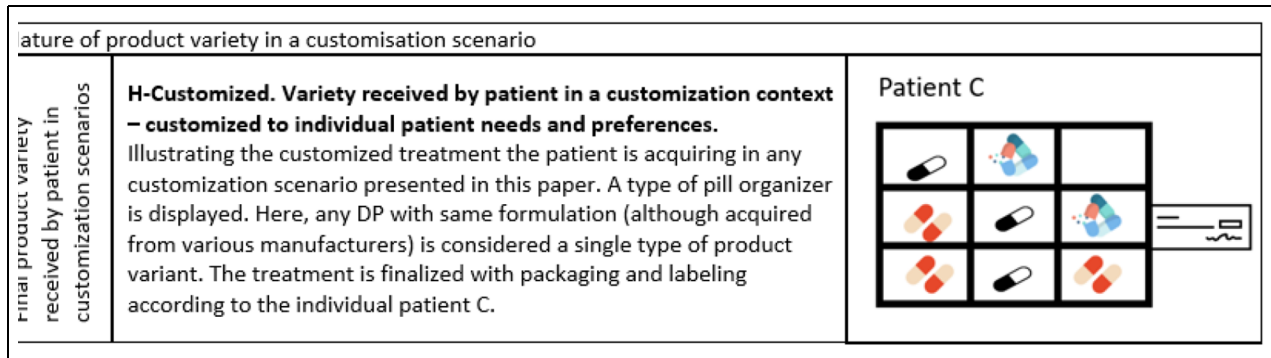 ature of product variety in a customisation scenario
Final product variety
received by patient in
customization scenarios
H-Customized. Variety received by patient in a customization context
– customized to individual patient needs and preferences.
Illustrating the customized treatment the patient is acquiring in any
customization scenario presented in this paper. A type of pill organizer
is displayed. Here, any DP with same formulation (although acquired
from various manufacturers) is considered a single type of product
variant. The treatment is finalized with packaging and labeling
according to the individual patient C.
Patient C